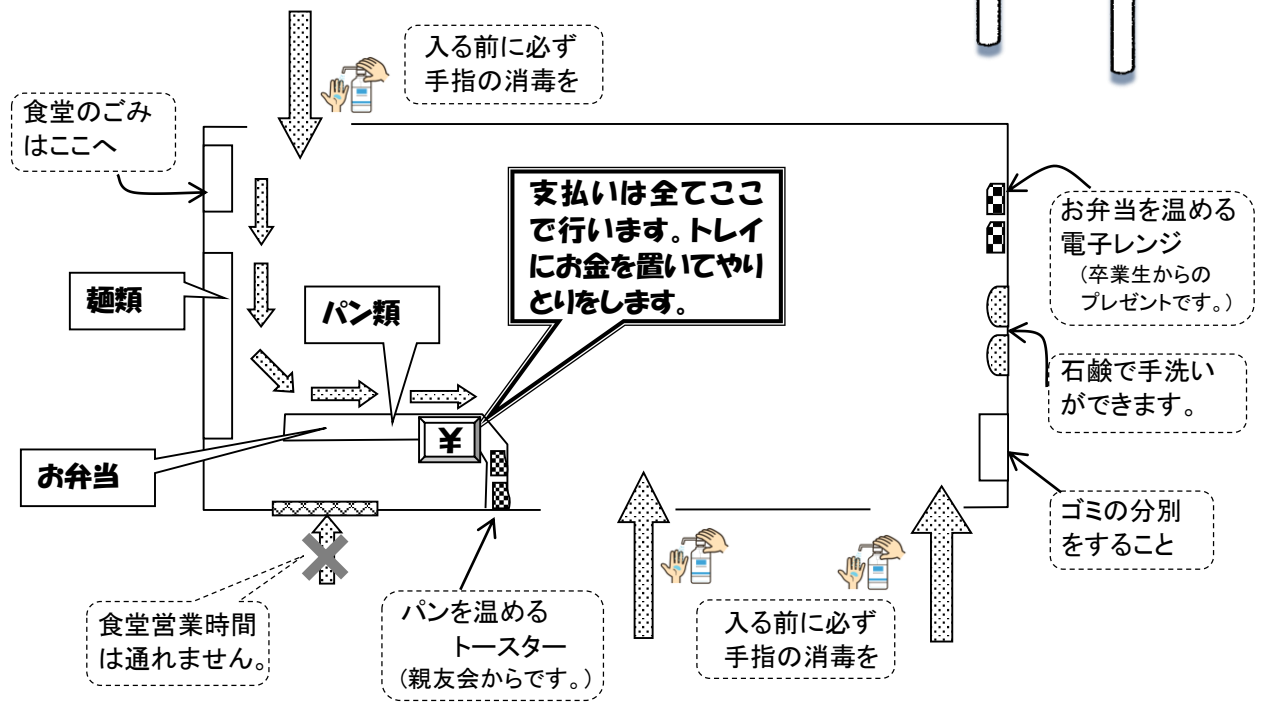 入る前に必ず
手指の消毒を
食堂のごみ
はここへ
支払いは全てここ
で行います。トレイ
にお金を置いてやり
とりをします。
お弁当を温める
電子レンジ
（卒業生からの
プレゼントです。）
麺類
パン類
石鹸で手洗い
ができます。
¥
お弁当
ゴミの分別
をすること
食堂営業時間
は通れません。
パンを温める
トースター
（親友会からです。）
入る前に必ず
手指の消毒を